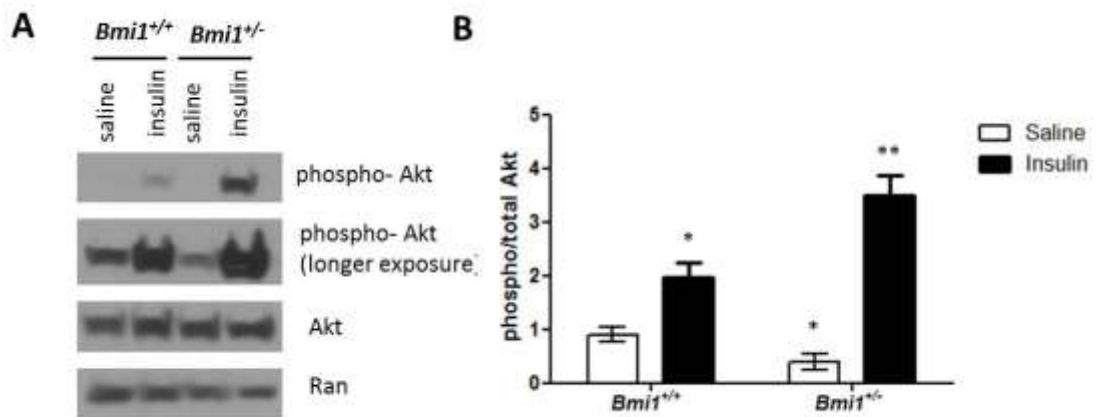 A
Bmi1+/+ Bmi1+/-
saline insulin saline insulin
phospho- Akt
phospho- Akt
(longer exposure)
Akt
Ran
B
phospho/total Akt
5
4
3
2
1
0
*
*
**
Bmi1+/+ Bmi1+/-
Saline
Insulin